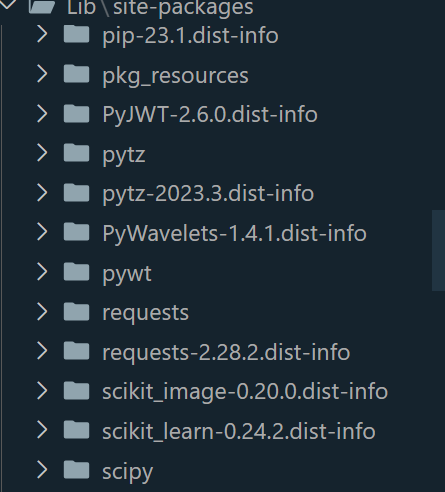 Lib\site-packages
pip-23.1.dist-info
pkg_resources
PyJWT-2.6.0.dist-info
pytz
pytz-2023.3.dist-info
PyWavelets-1.4.1.dist-info
pywt
requests
requests-2.28.2.dist-info
scikit_image-0.20.0.dist-info
scikit_learn-0.24.2.dist-info
scipy